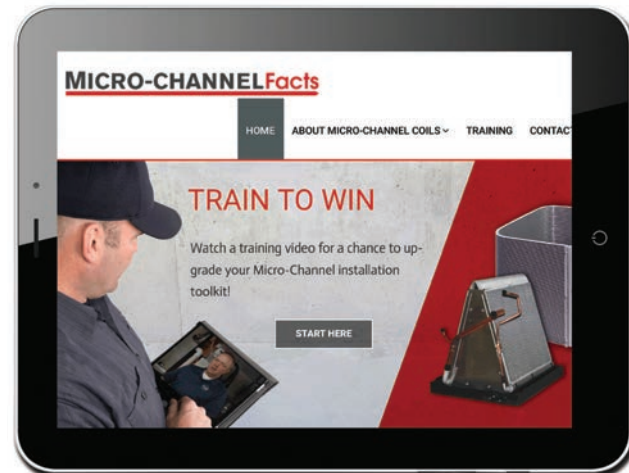 MICRO-CHANNELFacts
HOME ABOUT MICRO-CHANNEL COILS TRAINING CONTACT
TRAIN TO WIN
Watch a training video for a chance to up-
grade your Micro-Channel installation
toolkit!
START HERE